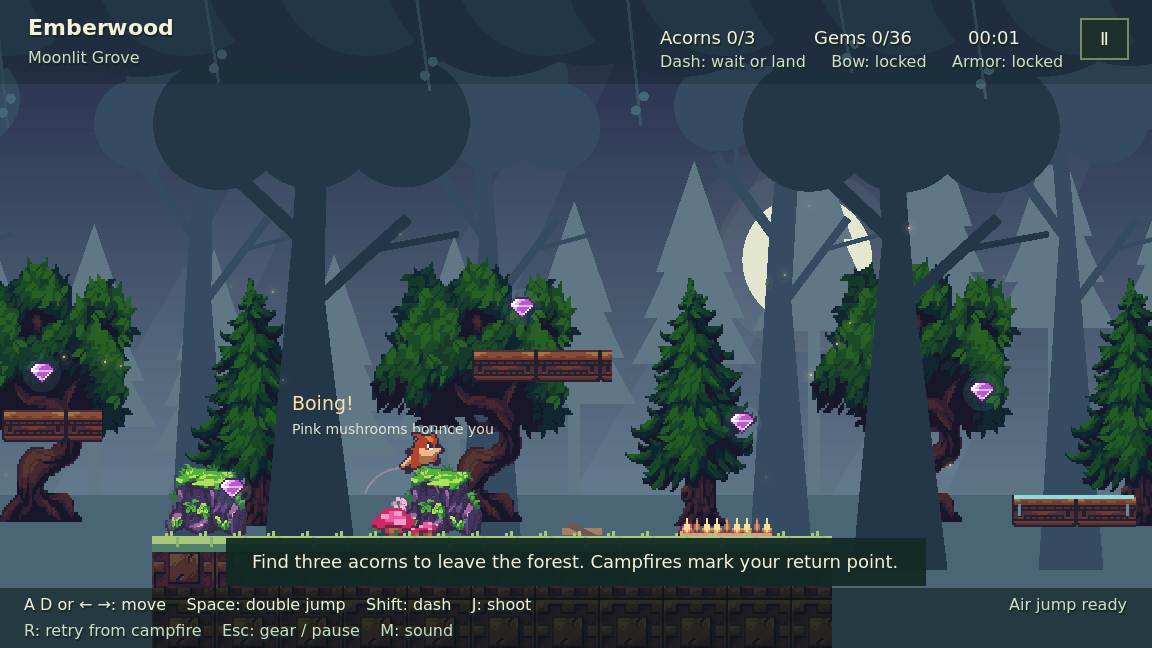 Emberwood
Moonlit Grove
Acorns 0/3 Gems 0/36 00:01
Dash: wait or land Bow: locked Armor: locked
Boing!
Pink mushrooms bounce you
Find three acorns to leave the forest. Campfires mark your return point.
A D or ← →: move Space: double jump Shift: dash J: shoot
R: retry from campfire Esc: gear / pause M: sound
Air jump ready